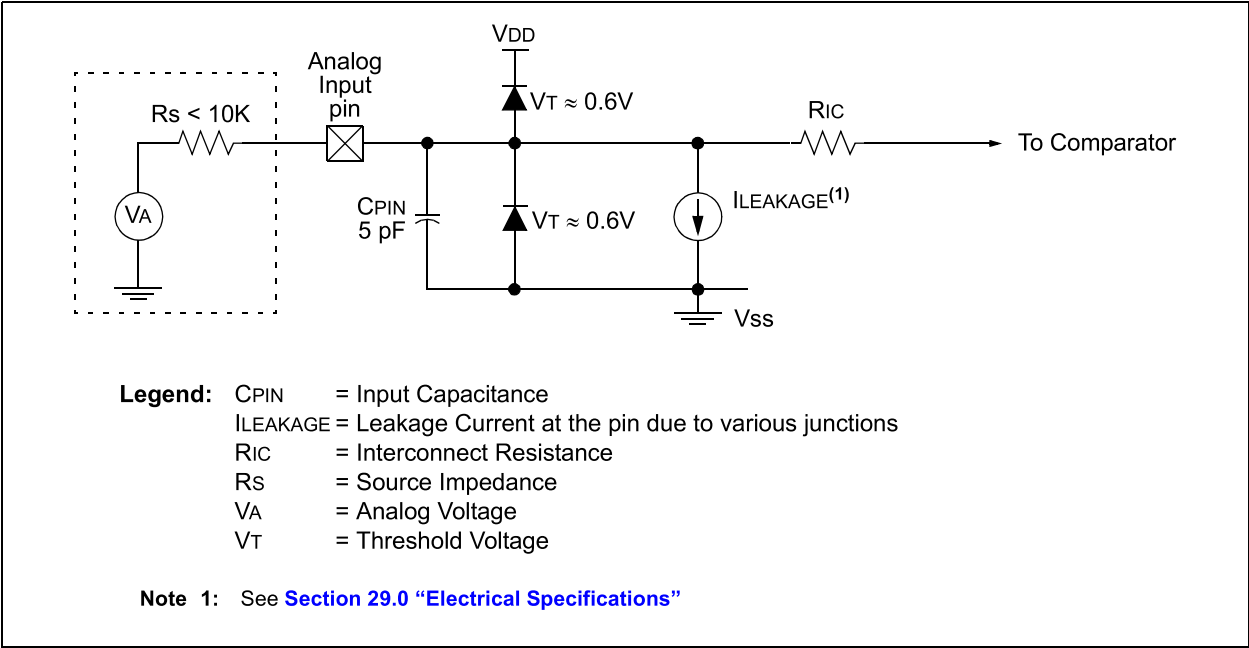 VDD
Analog
Input
pin
VT ≈ 0.6V
Rs < 10K
RIC
To Comparator
VA
CPIN
5 pF
VT ≈ 0.6V
ILEAKAGE(1)
Vss
Legend: CPIN = Input Capacitance
ILEAKAGE = Leakage Current at the pin due to various junctions
RIC = Interconnect Resistance
RS = Source Impedance
VA = Analog Voltage
VT = Threshold Voltage
Note 1: See Section 29.0 “Electrical Specifications”